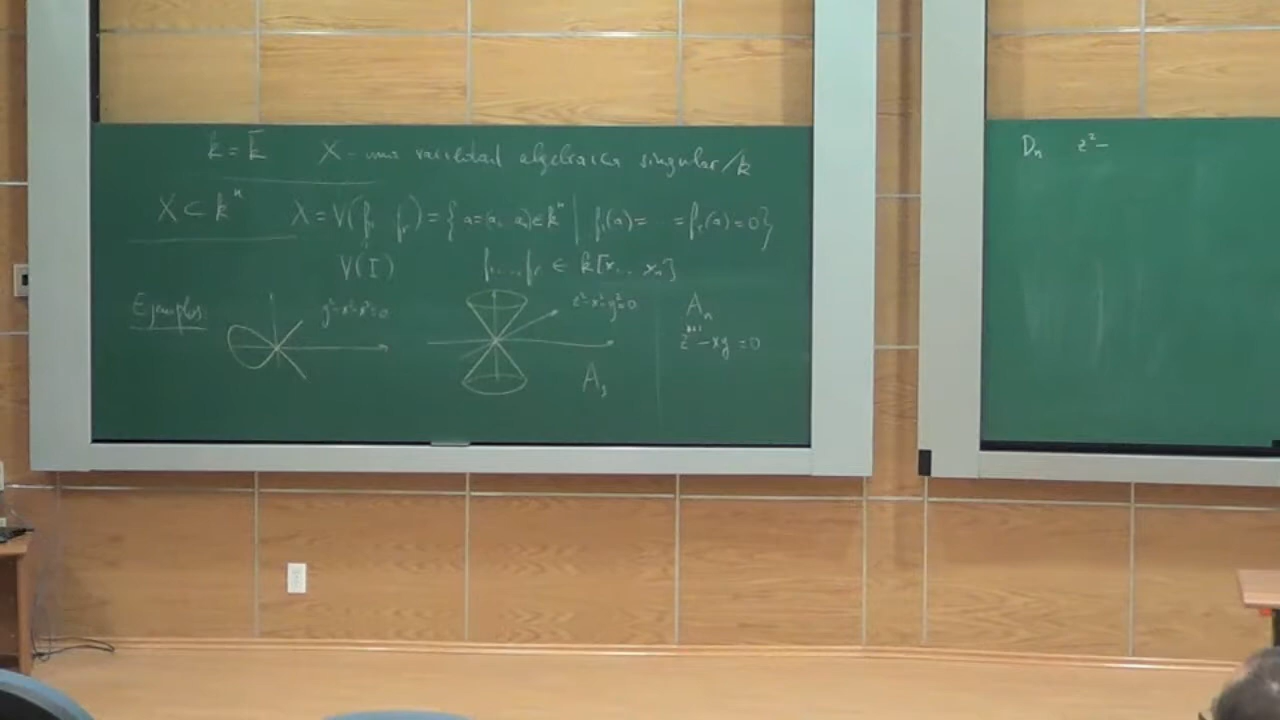 k = k̄    X - una variedad algebraica singular/k
X ⊂ kⁿ    X = V(f₁ … fᵣ) = { a=(a₁ … aₙ)∈kⁿ | f₁(a)= … =fᵣ(a)=0}
V(I)    f₁ … fᵣ ∈ k[x₁ … xₙ]
Ejemplos:    y²-x²-x³=0    z²-x²-y²=0    Aₙ
zⁿ⁺¹-xy=0
A₁
Dₙ    z²-